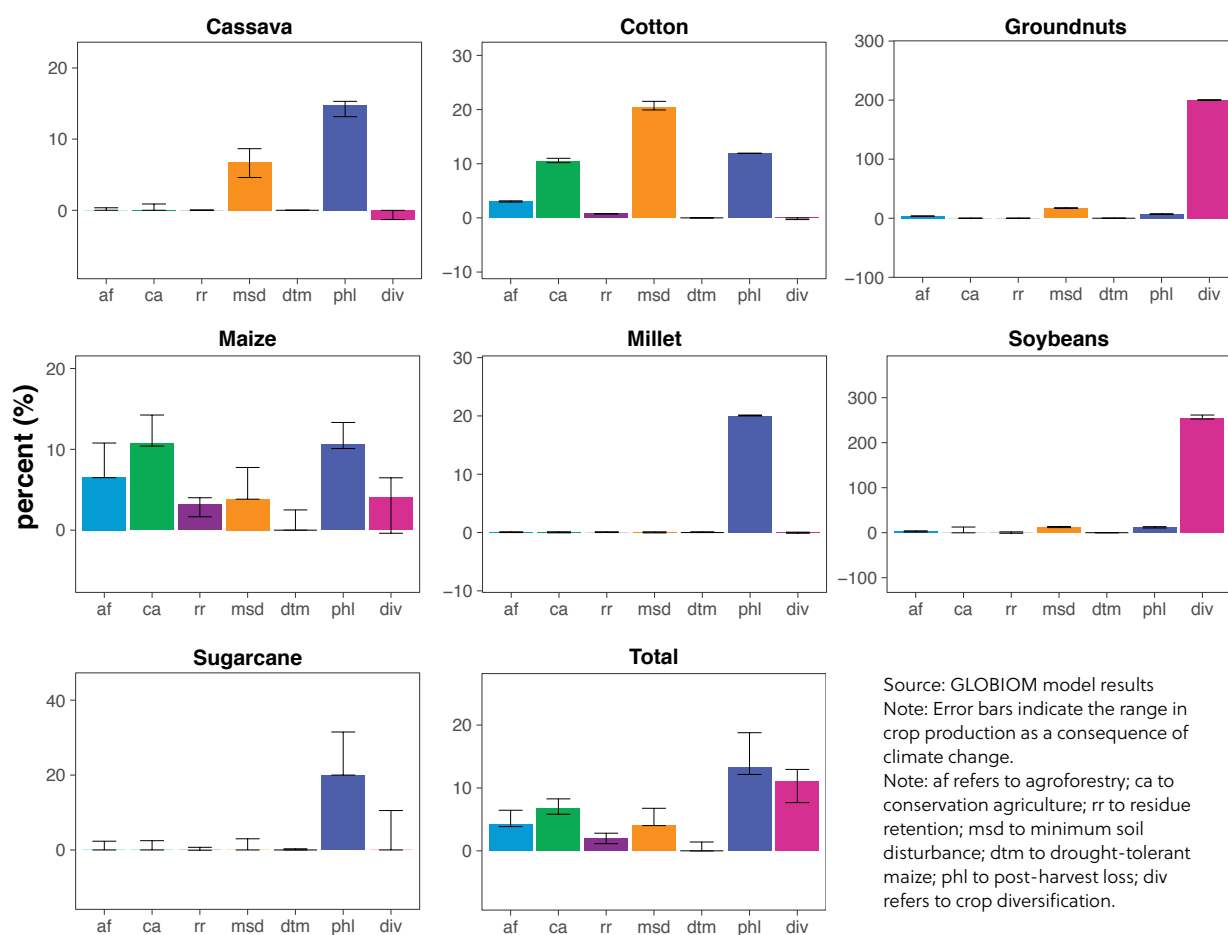 Cassava
20
10
0
af ca rr msd dtm phl div
Cotton
30
20
10
0
−10
af ca rr msd dtm phl div
Groundnuts
300
200
100
0
−100
af ca rr msd dtm phl div
percent (%)
Maize
20
10
0
af ca rr msd dtm phl div
Millet
30
20
10
0
−10
af ca rr msd dtm phl div
Soybeans
300
200
100
0
−100
af ca rr msd dtm phl div
Sugarcane
40
20
0
af ca rr msd dtm phl div
Total
20
10
0
af ca rr msd dtm phl div
Source: GLOBIOM model results
Note: Error bars indicate the range in
crop production as a consequence of
climate change.
Note: af refers to agroforestry; ca to
conservation agriculture; rr to residue
retention; msd to minimum soil
disturbance; dtm to drought-tolerant
maize; phl to post-harvest loss; div
refers to crop diversification.